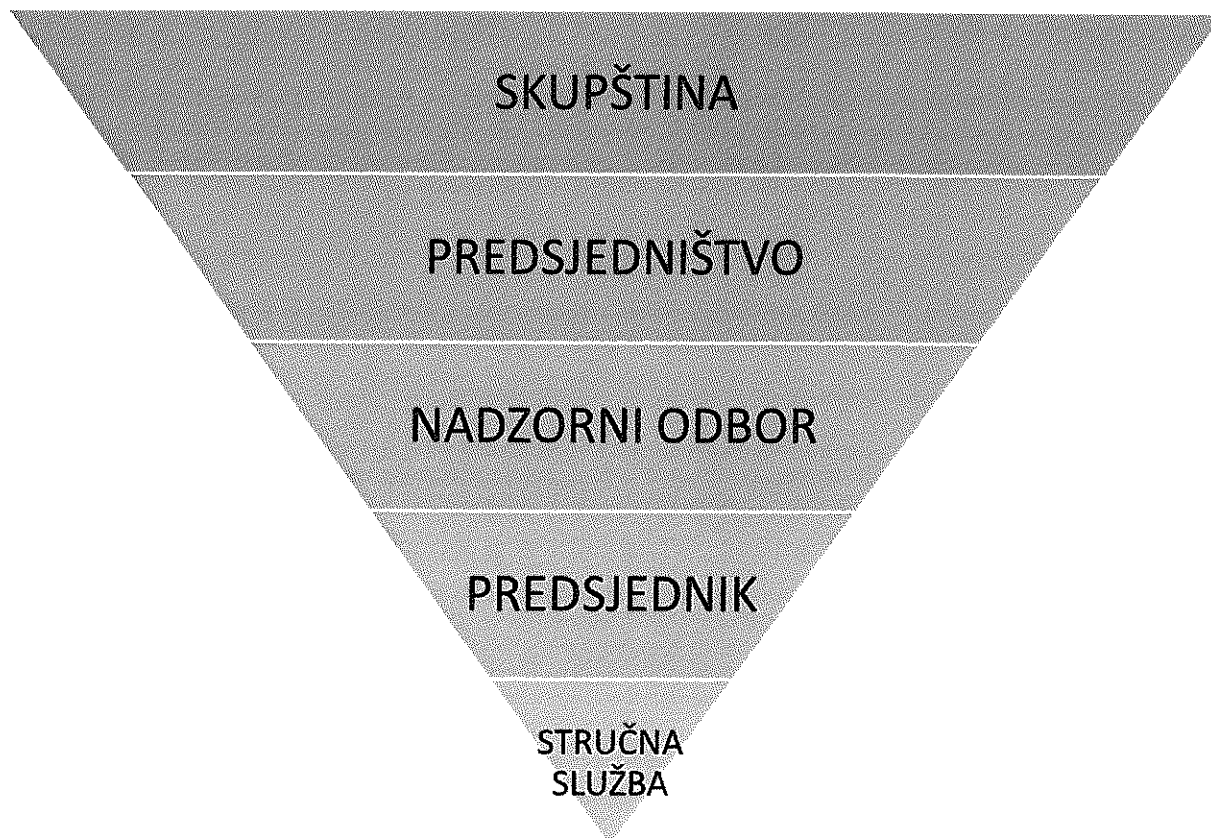 SKUPŠTINA
PREDSJEDNIŠTVO
NADZORNI ODBOR
PREDSJEDNIK
STRUČNA
SLUŽBA